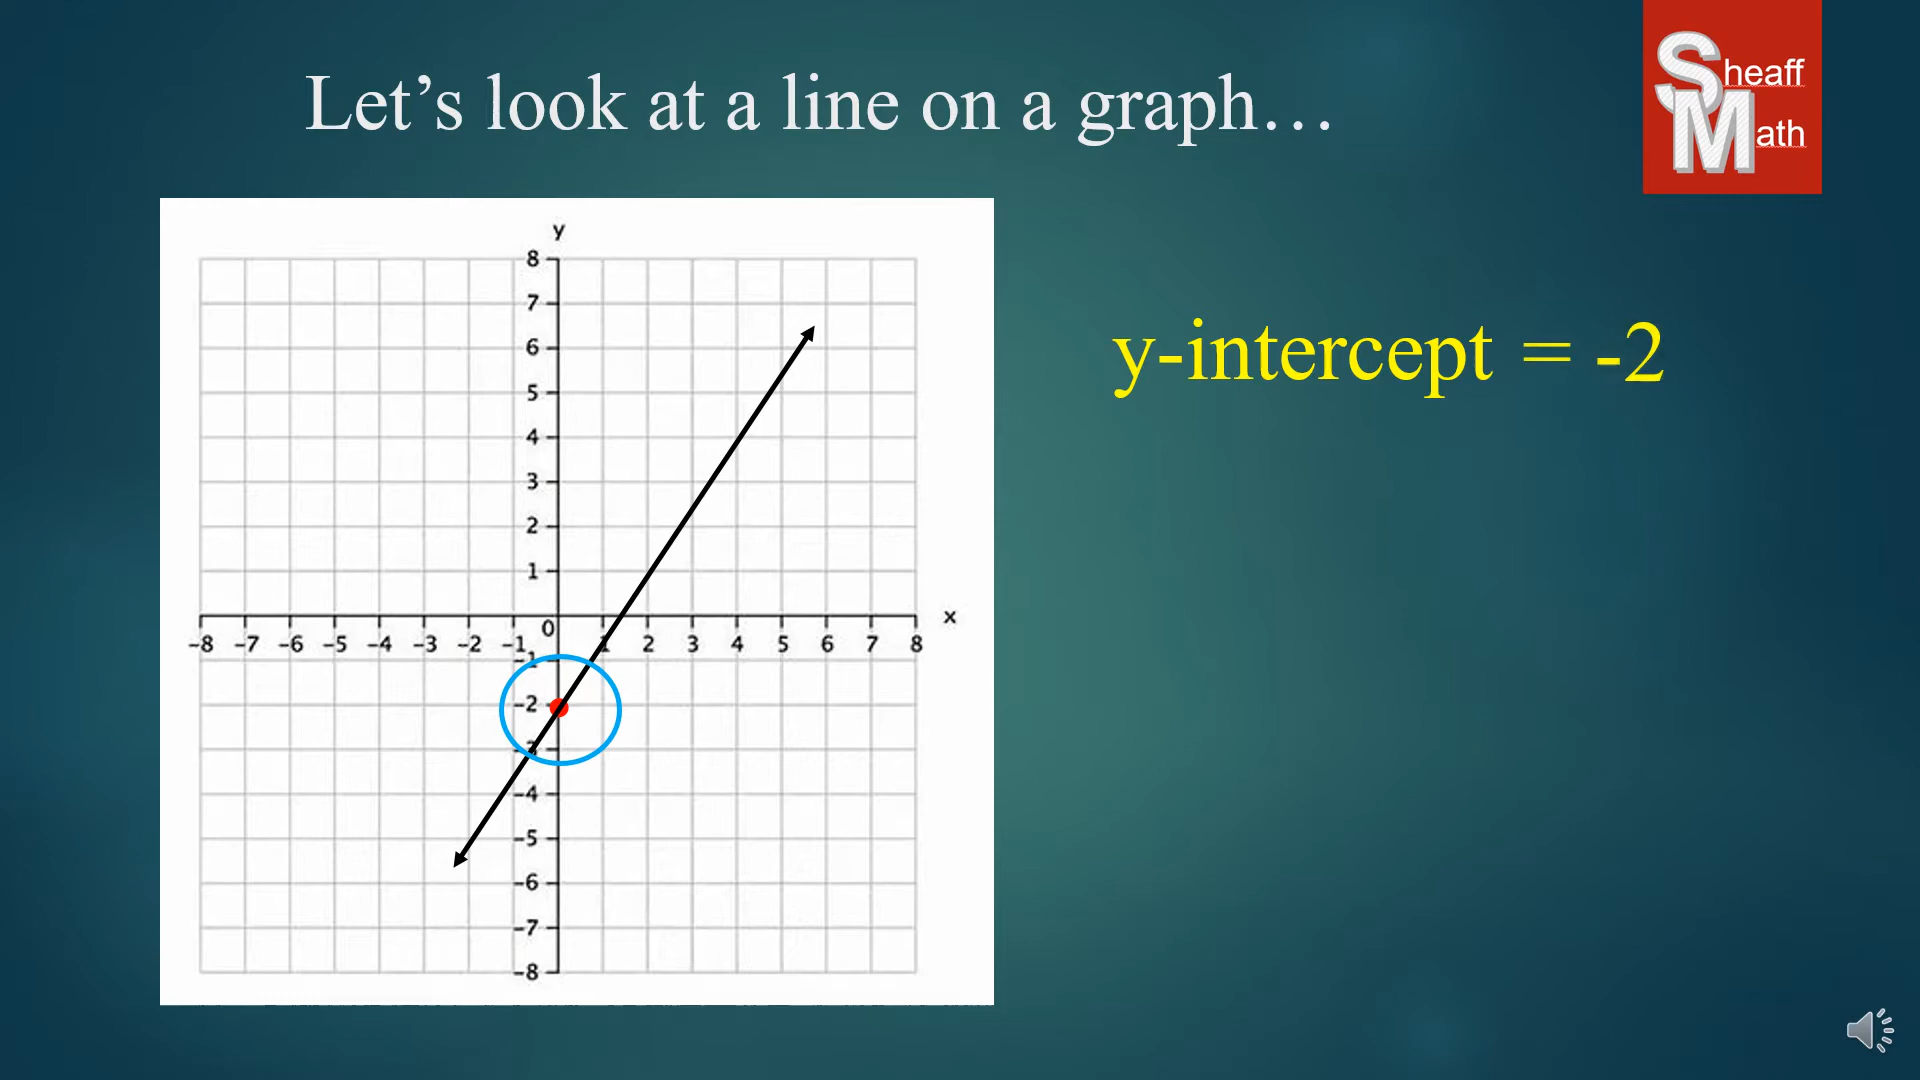 Let’s look at a line on a graph…
Sheaff
Math
y
8
7
6
5
4
3
2
1
-8 -7 -6 -5 -4 -3 -2 -1 0 1 2 3 4 5 6 7 8 x
-1
-2
-3
-4
-5
-6
-7
-8
y-intercept = -2